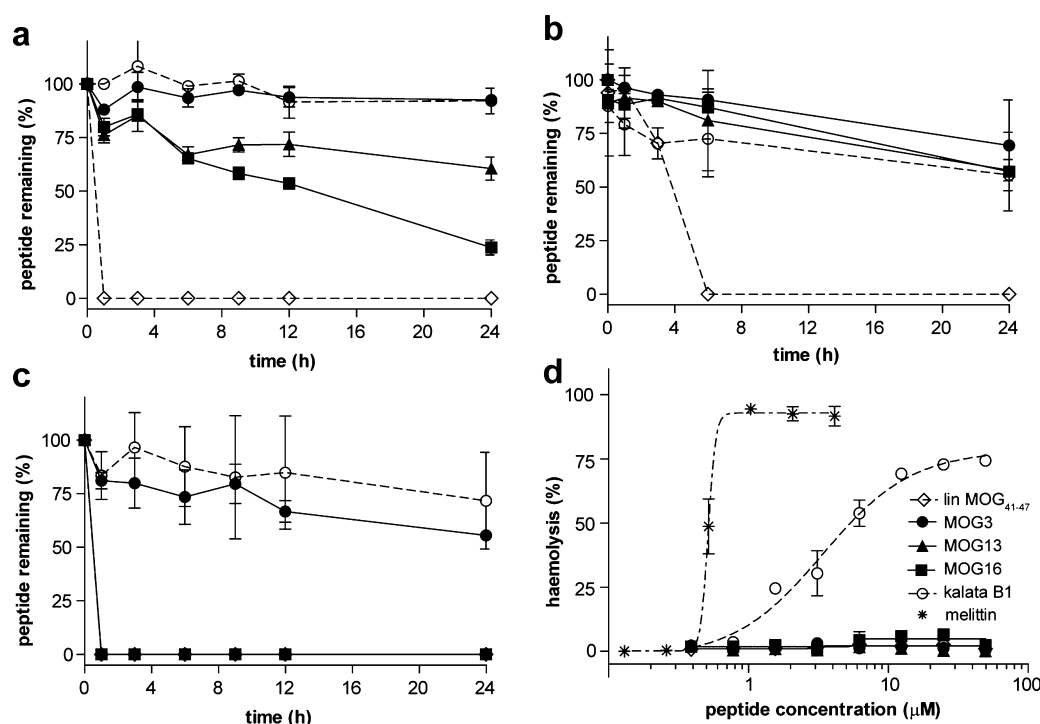 a
peptide remaining (%)
100
75
50
25
0
0 4 8 12 16 20 24
time (h)
b
peptide remaining (%)
100
75
50
25
0
0 4 8 12 16 20 24
time (h)
c
peptide remaining (%)
100
75
50
25
0
0 4 8 12 16 20 24
time (h)
d
haemolysis (%)
100
75
50
25
0
1 10 100
peptide concentration (μM)
lin MOG41-47
MOG3
MOG13
MOG16
kalata B1
melittin